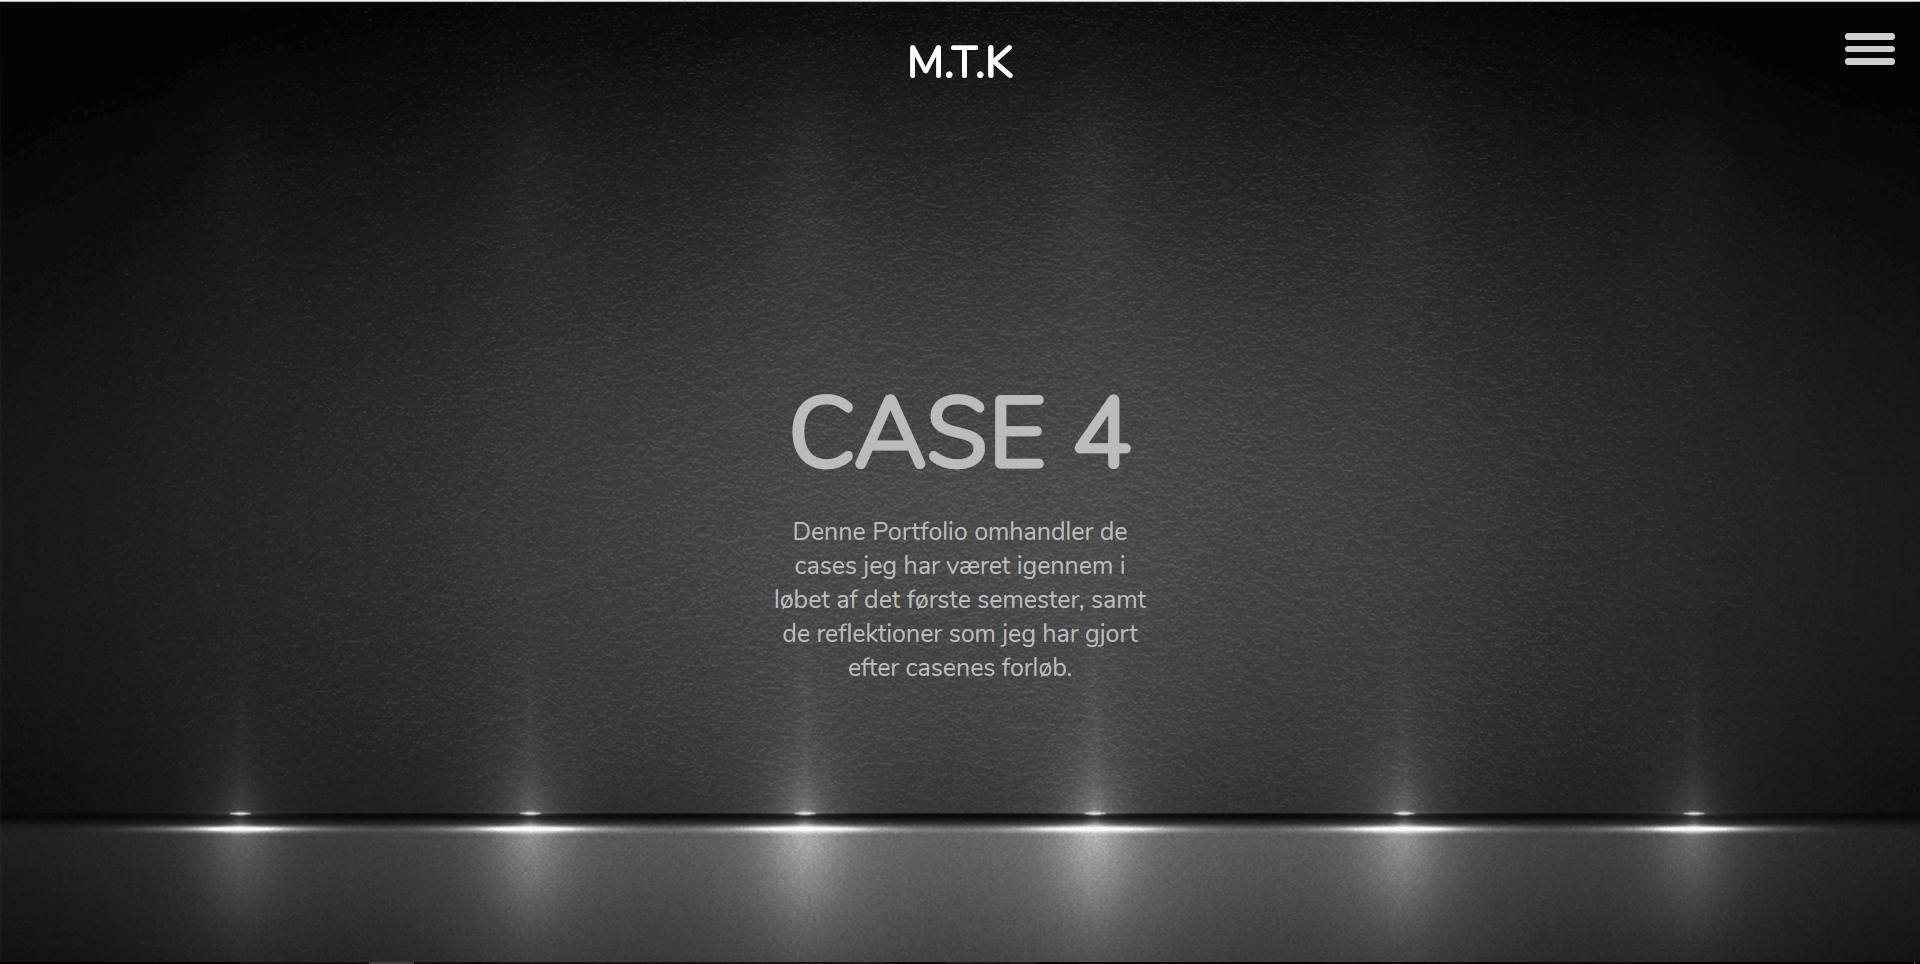 M.T.K
CASE 4
Denne Portfolio omhandler de
cases jeg har været igennem i
løbet af det første semester, samt
de reflektioner som jeg har gjort
efter casenes forløb.